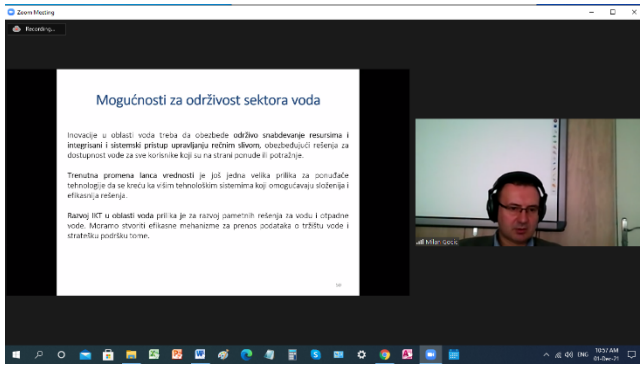 Zoom Meeting
Recording...
Mogućnosti za održivost sektora voda
Inovacije u oblasti voda treba da obezbede održivo snabdevanje resursima i
integrisani i sistemski pristup upravljanju rečnim slivom, obezbeđujući rešenja za
dostupnost vode za sve korisnike koji su na strani ponude ili potražnje.
Trenutna promena lanca vrednosti je još jedna velika prilika za ponuđače
tehnologije da se kreću ka višim tehnološkim sistemima koji omogućavaju složenija i
efikasnija rešenja.
Razvoj IKT u oblasti voda prilika je za razvoj pametnih rešenja za vodu i otpadne
vode. Moramo stvoriti efikasne mehanizme za prenos podataka o tržištu vode i
stratešku podršku tome.
Milan Gocić
ENG
10:57 AM
01-Dec-21